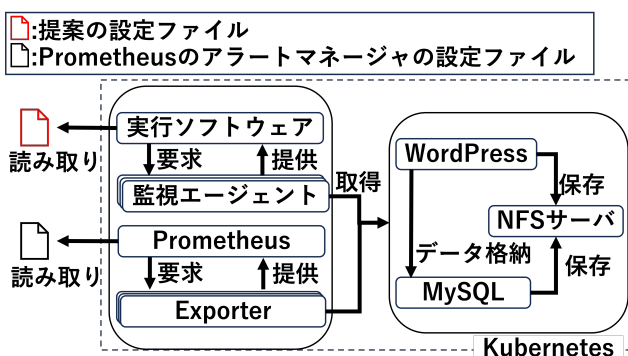 :提案の設定ファイル
:Prometheusのアラートマネージャの設定ファイル
実行ソフトウェア
読み取り
要求
提供
監視エージェント
取得
Prometheus
読み取り
要求
提供
Exporter
WordPress
保存
NFSサーバ
データ格納
保存
MySQL
Kubernetes